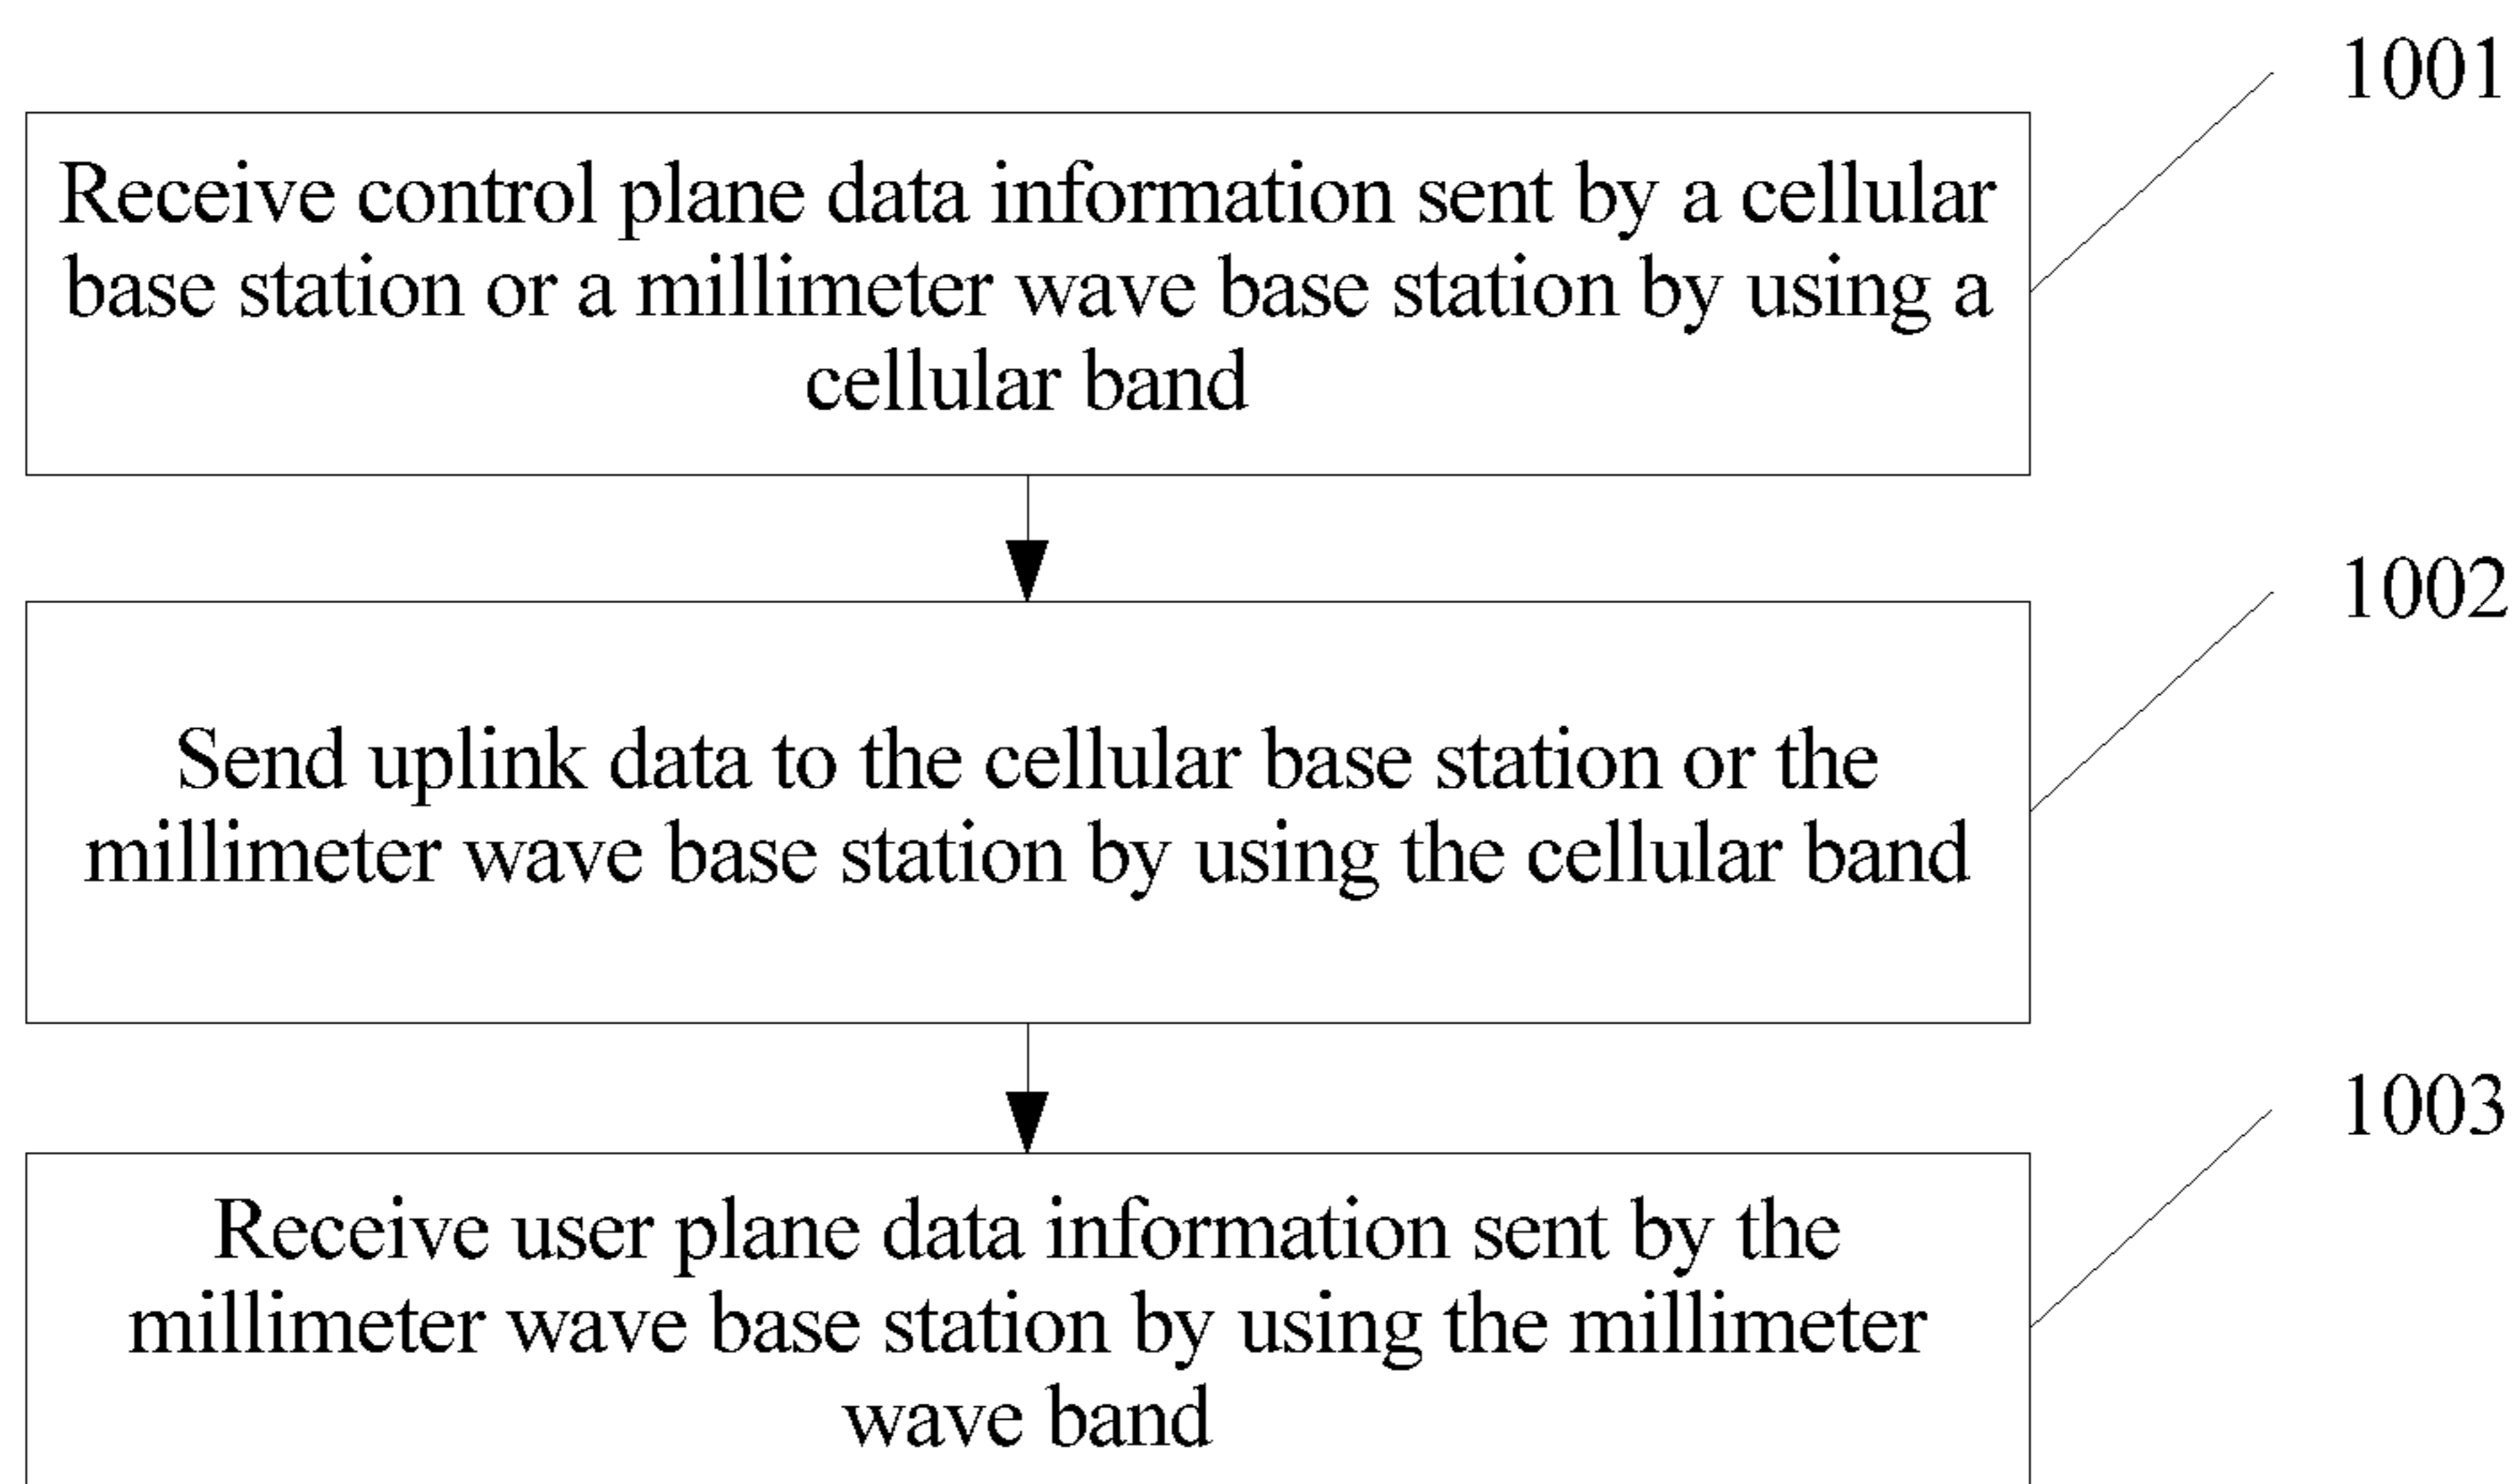 1001
Receive control plane data information sent by a cellular
base station or a millimeter wave base station by using a
cellular band
1002
Send uplink data to the cellular base station or the
millimeter wave base station by using the cellular band
1003
Receive user plane data information sent by the
millimeter wave base station by using the millimeter
wave band